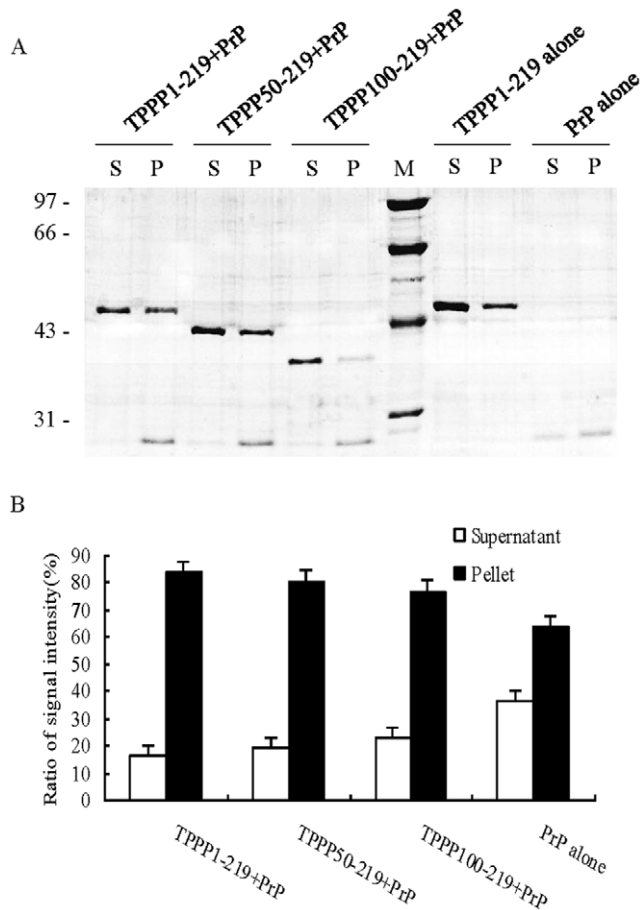 A
TPPP1-219+PrP
TPPP50-219+PrP
TPPP100-219+PrP
TPPP1-219 alone
PrP alone
S P S P S P M S P S P
97 -
66 -
43 -
31 -
B
Supernatant
Pellet
Ratio of signal intensity(%)
90
80
70
60
50
40
30
20
10
0
TPPP1-219+PrP
TPPP50-219+PrP
TPPP100-219+PrP
PrP alone